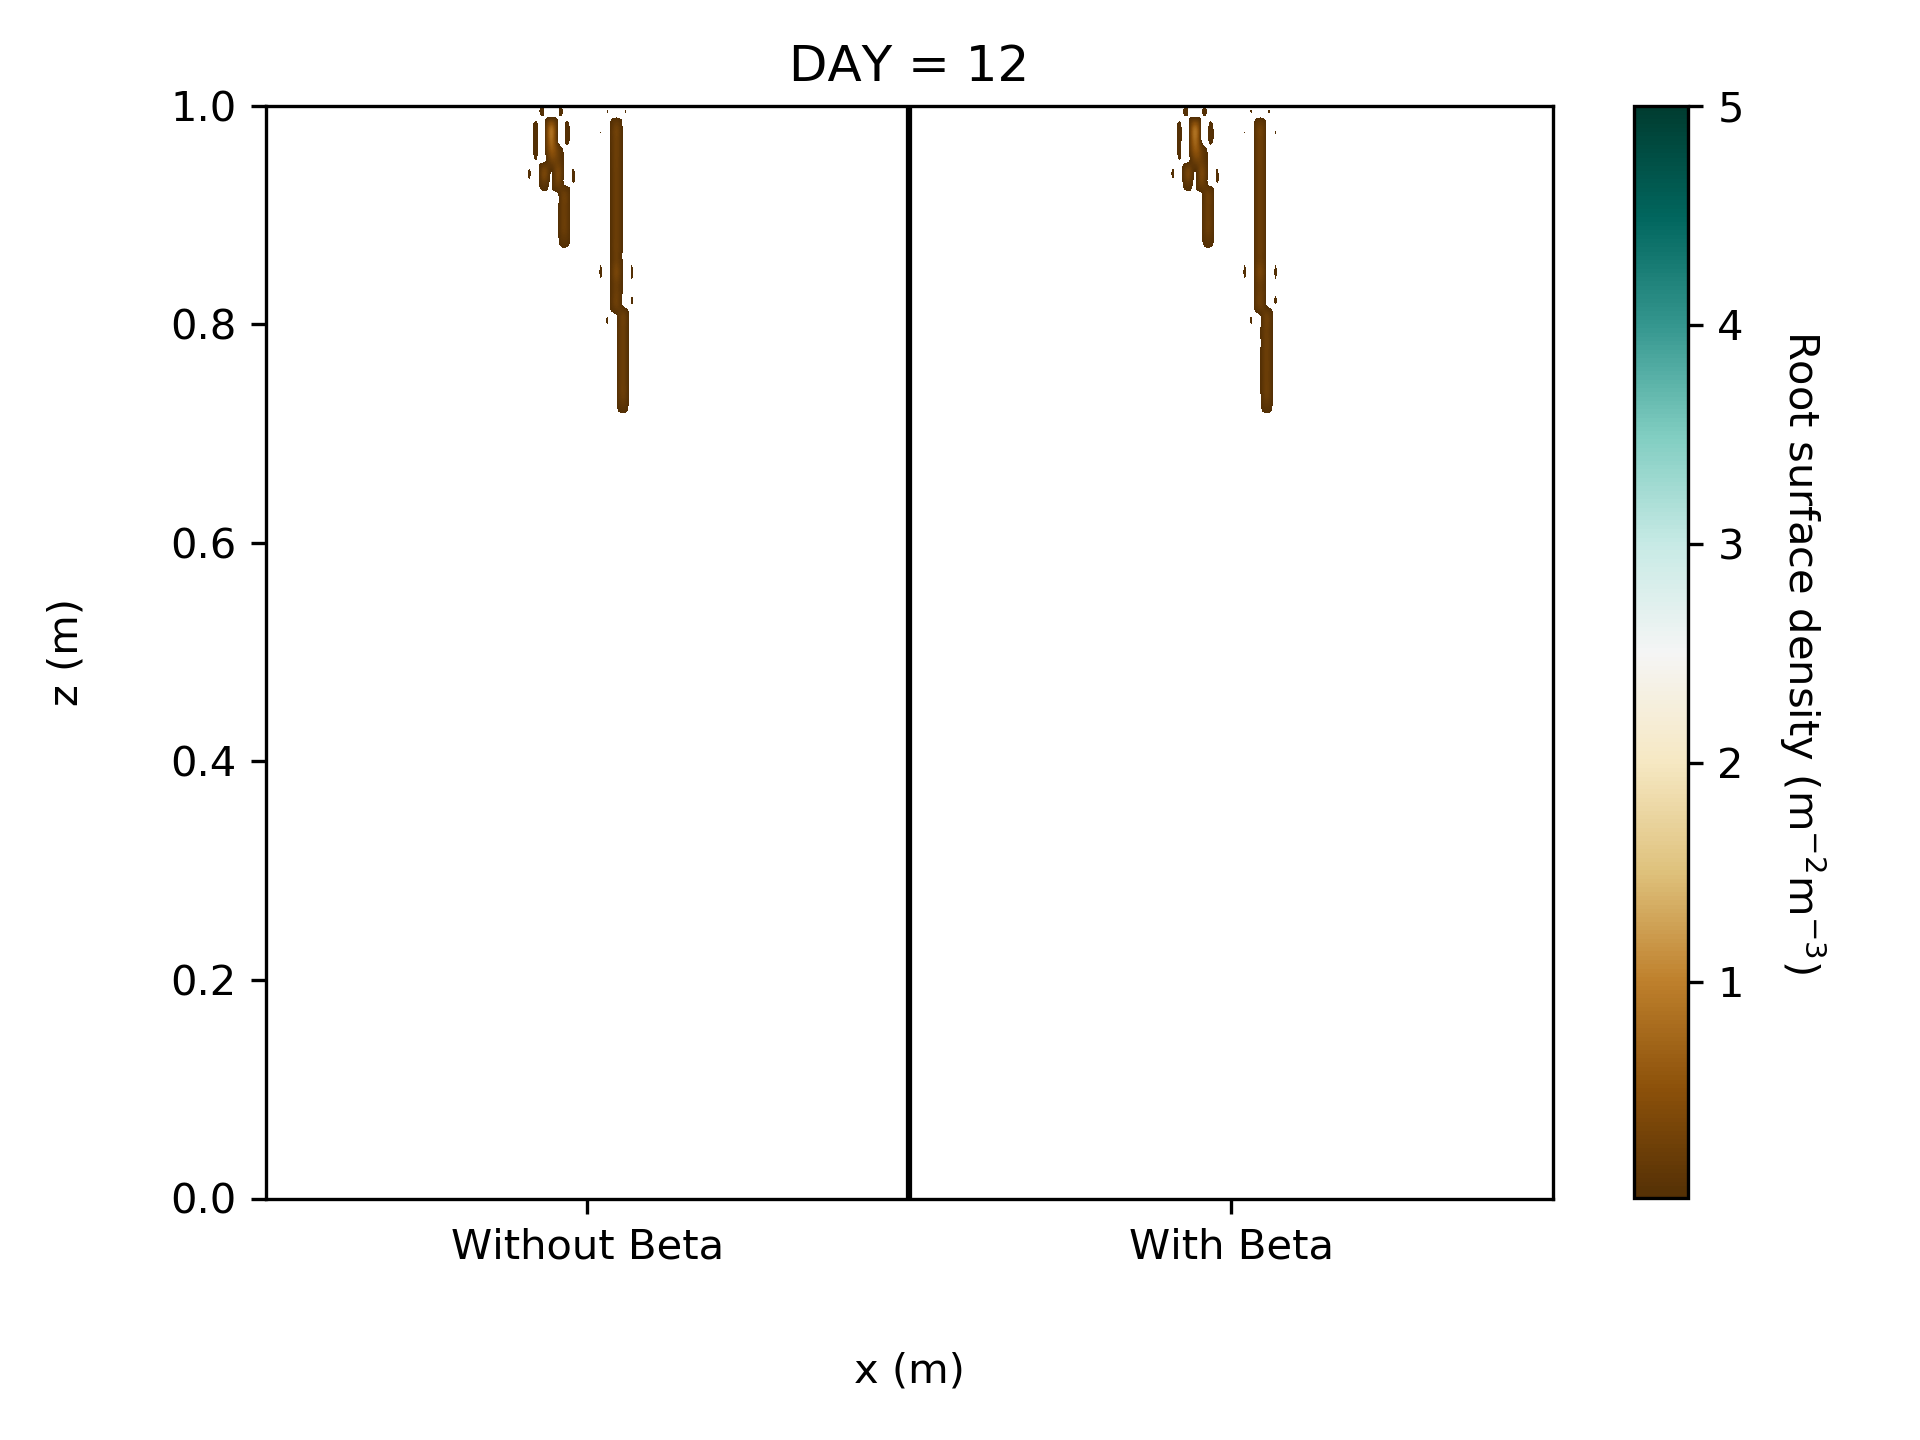 DAY = 12
1.0
0.8
0.6
0.4
0.2
0.0
z (m)
Without Beta
With Beta
x (m)
5
4
3
2
1
Root surface density (m⁻²m⁻³)